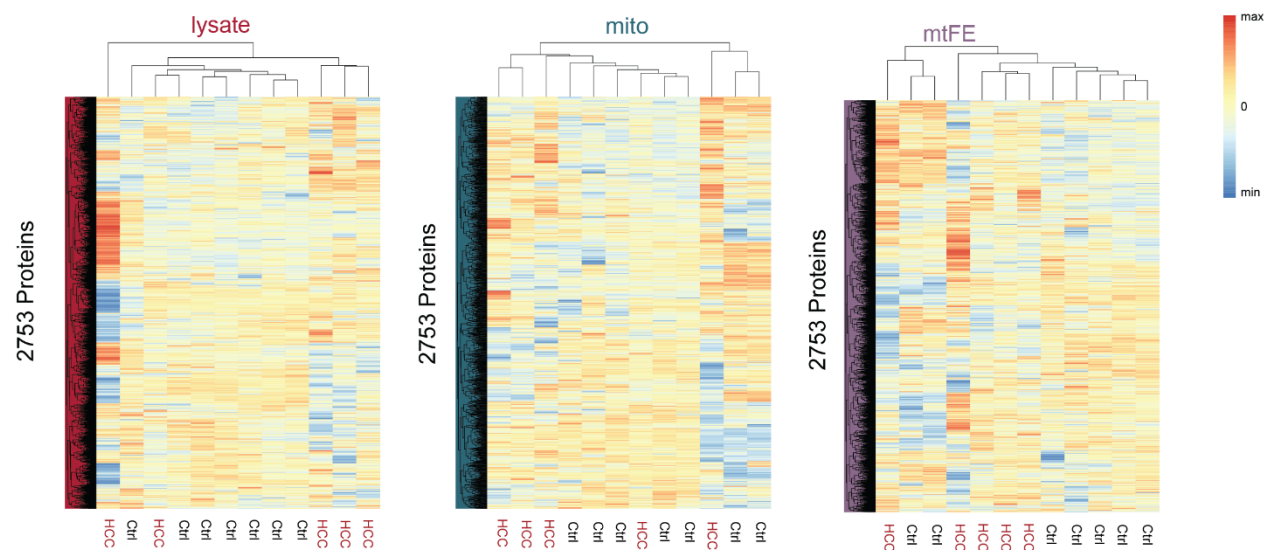 lysate
mito
mtFE
max
0
min
2753 Proteins
2753 Proteins
2753 Proteins
HCC Ctrl HCC Ctrl Ctrl Ctrl Ctrl Ctrl Ctrl HCC HCC HCC
HCC HCC HCC Ctrl Ctrl Ctrl HCC Ctrl Ctrl HCC Ctrl Ctrl
HCC Ctrl Ctrl HCC HCC HCC HCC Ctrl Ctrl Ctrl Ctrl Ctrl